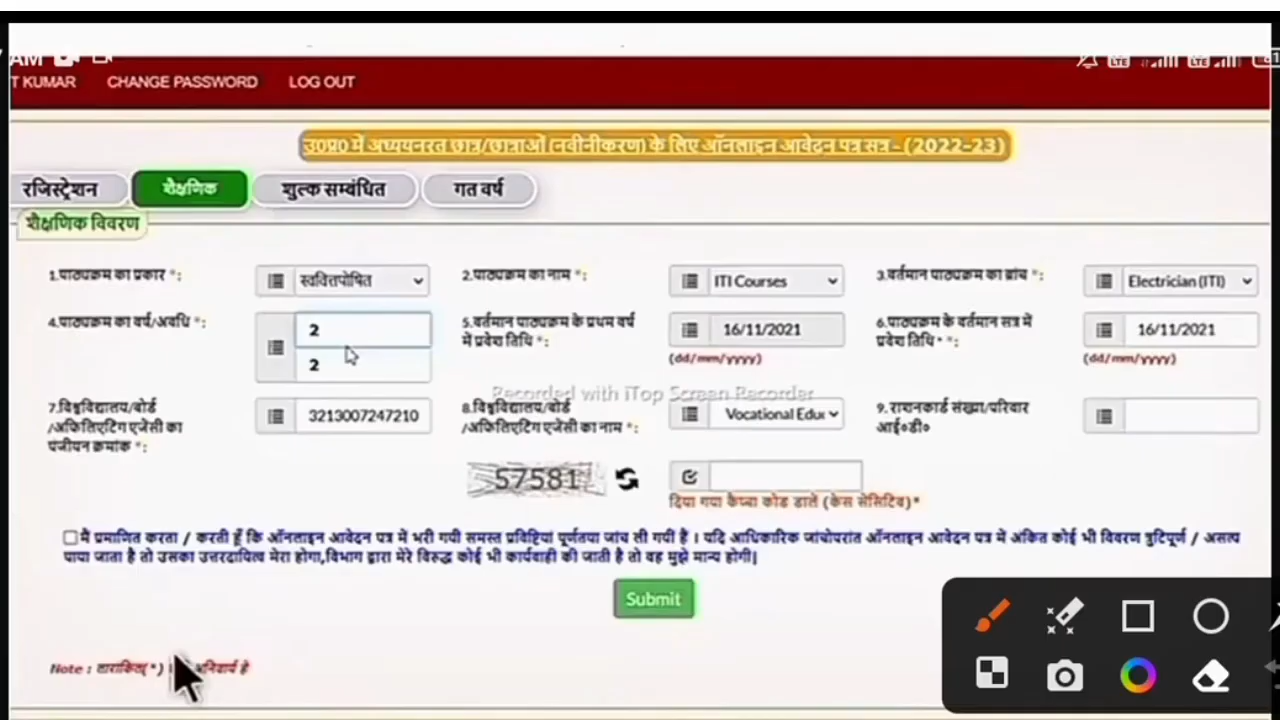 AM
T KUMAR CHANGE PASSWORD LOG OUT
उ0प्र0 में अध्ययनरत छात्र/छात्राओं नवीनीकरण) के लिए ऑनलाइन आवेदन पत्र सत्र - (2022-23)
रजिस्ट्रेशन शैक्षणिक शुल्क सम्बंधित गत वर्ष
शैक्षणिक विवरण
1.पाठ्यक्रम का प्रकार *: स्ववित्तपोषित 2.पाठ्यक्रम का नाम *: ITI Courses 3.वर्तमान पाठ्यक्रम का ब्रांच *: Electrician (ITI)
4.पाठ्यक्रम का वर्ष/अवधि *: 2 5.वर्तमान पाठ्यक्रम के प्रथम वर्ष 16/11/2021 6.पाठ्यक्रम के वर्तमान सत्र में 16/11/2021
में प्रवेश तिथि *: (dd/mm/yyyy) प्रवेश तिथि * : (dd/mm/yyyy)
2
Recorded with iTop Screen Recorder
7.विश्वविद्यालय/बोर्ड 3213007247210 8.विश्वविद्यालय/बोर्ड Vocational Educ 9. राशनकार्ड संख्या/परिवार
/अफिलिएटिंग एजेंसी का /अफिलिएटिंग एजेंसी का नाम *: आई०डी०
पंजीयन क्रमांक *:
57581
दिया गया कैप्चा कोड डाले (केस सेंसिटिव)*
मै प्रमाणित करता / करती हूँ कि ऑनलाइन आवेदन पत्र में भरी गयी समस्त प्रविष्टियां पूर्णतया जांच ली गयीं हैं । यदि आधिकारिक जांचोपरांत ऑनलाइन आवेदन पत्र में अंकित कोई भी विवरण त्रुटिपूर्ण / असत्य
पाया जाता है तो उसका उत्तरदायित्व मेरा होगा,विभाग द्वारा मेरे विरुद्ध कोई भी कार्यवाही की जाती है तो वह मुझे मान्य होगी|
Submit
Note : तारांकित(*) अनिवार्य है